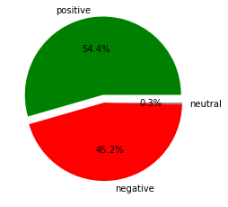 positive
54.4%
0.3%
neutral
45.2%
negative